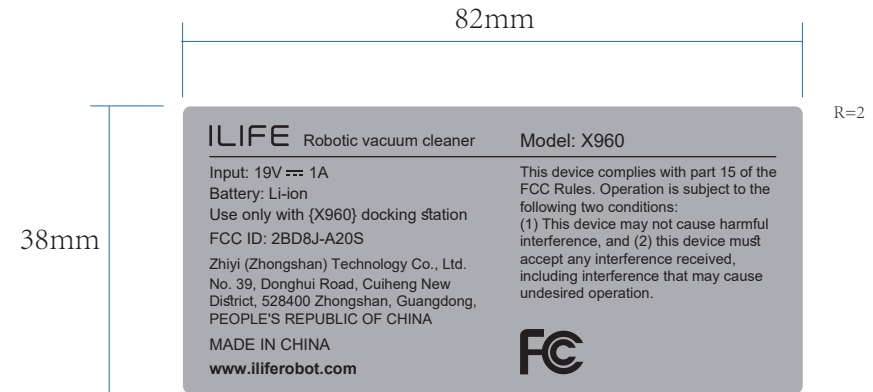 82mm
R=2
38mm
ILIFE Robotic vacuum cleaner
Model: X960
Input: 19V ⎓ 1A
Battery: Li-ion
Use only with {X960} docking station
FCC ID: 2BD8J-A20S
Zhiyi (Zhongshan) Technology Co., Ltd.
No. 39, Donghui Road, Cuiheng New
District, 528400 Zhongshan, Guangdong,
PEOPLE'S REPUBLIC OF CHINA
MADE IN CHINA
www.iliferobot.com
This device complies with part 15 of the
FCC Rules. Operation is subject to the
following two conditions:
(1) This device may not cause harmful
interference, and (2) this device must
accept any interference received,
including interference that may cause
undesired operation.
FC